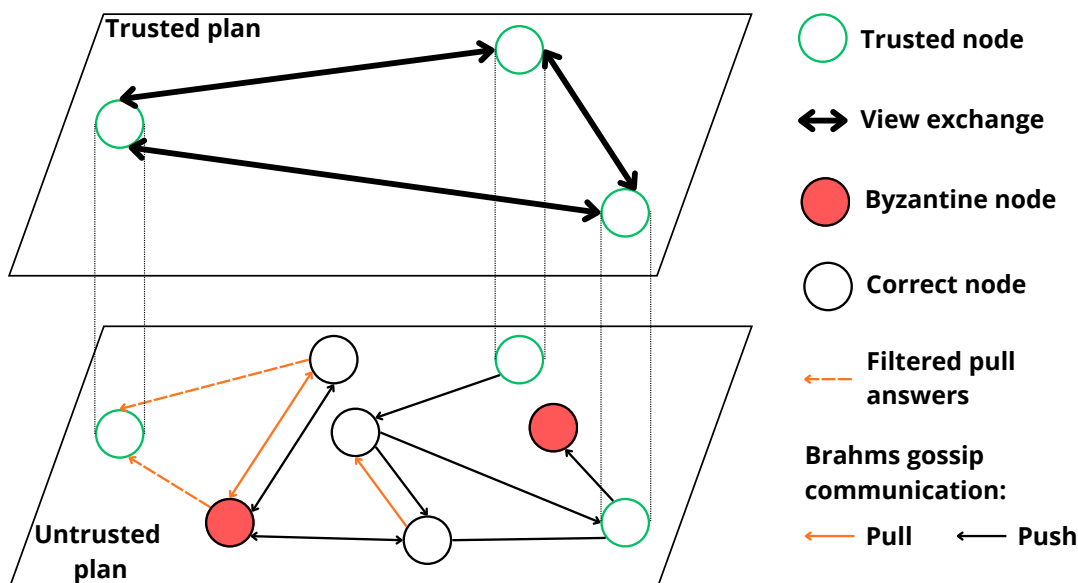 Trusted plan
Untrusted
plan
Trusted node
View exchange
Byzantine node
Correct node
Filtered pull
answers
Brahms gossip
communication:
Pull
Push